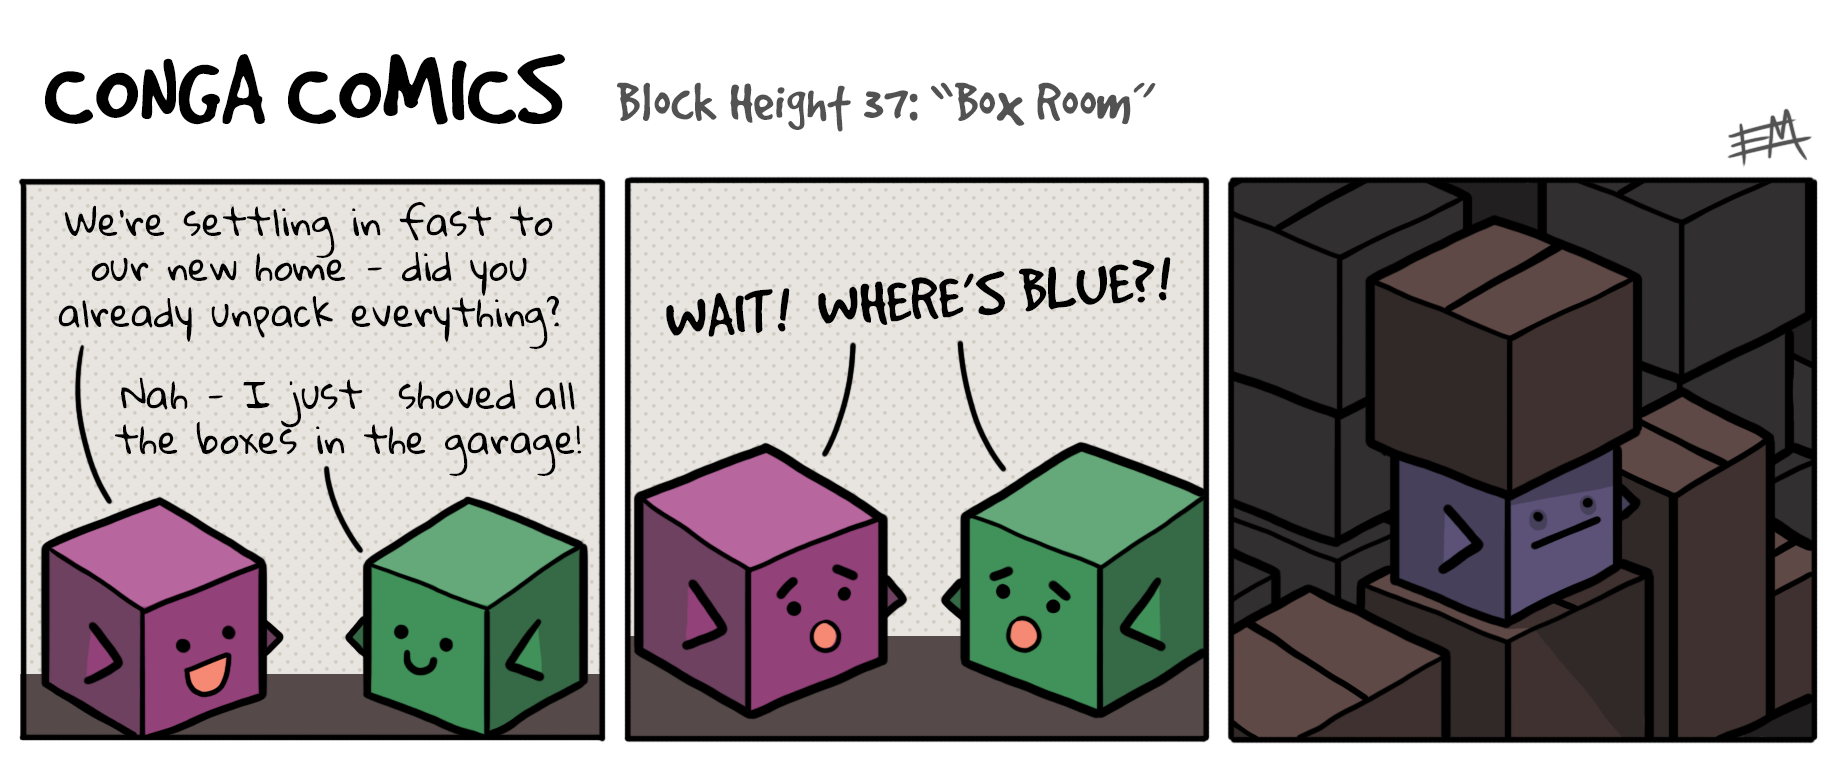 CONGA COMICS Block Height 37: "Box Room"
EM
We're settling in fast to
our new home - did you
already unpack everything?
Nah - I just shoved all
the boxes in the garage!
WAIT! WHERE'S BLUE?!